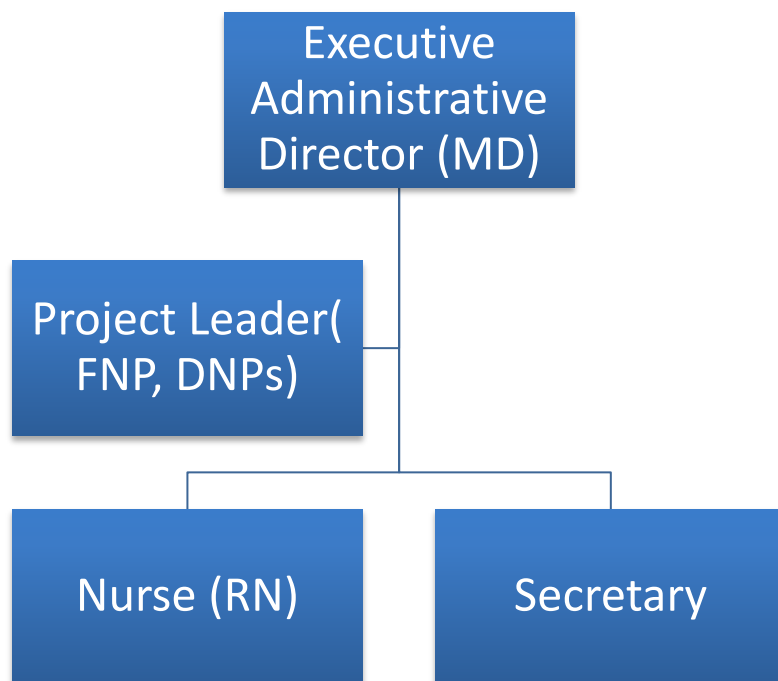 Executive
Administrative
Director (MD)
Project Leader(
FNP, DNPs)
Nurse (RN)
Secretary